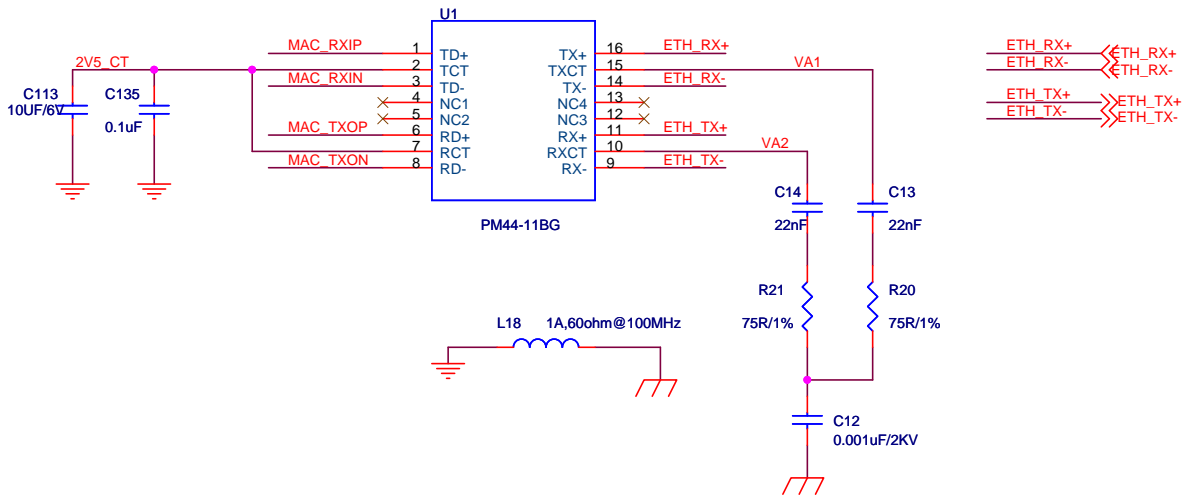 U1
MAC_RXIP 1 TD+ TX+ 16 ETH_RX+ ETH_RX+ ETH_RX+
2V5_CT 2 TCT TXCT 15 VA1 ETH_RX- ETH_RX-
MAC_RXIN 3 TD- TX- 14 ETH_RX-
C113 C135 4 NC1 NC4 13 ETH_TX+ ETH_TX+
10UF/6V 0.1uF 5 NC2 NC3 12 ETH_TX- ETH_TX-
MAC_TXOP 6 RD+ RX+ 11 ETH_TX+
7 RCT RXCT 10 VA2
MAC_TXON 8 RD- RX- 9 ETH_TX-
C14 C13
PM44-11BG 22nF 22nF
R21 R20
L18 1A,60ohm@100MHz 75R/1% 75R/1%
C12
0.001uF/2KV